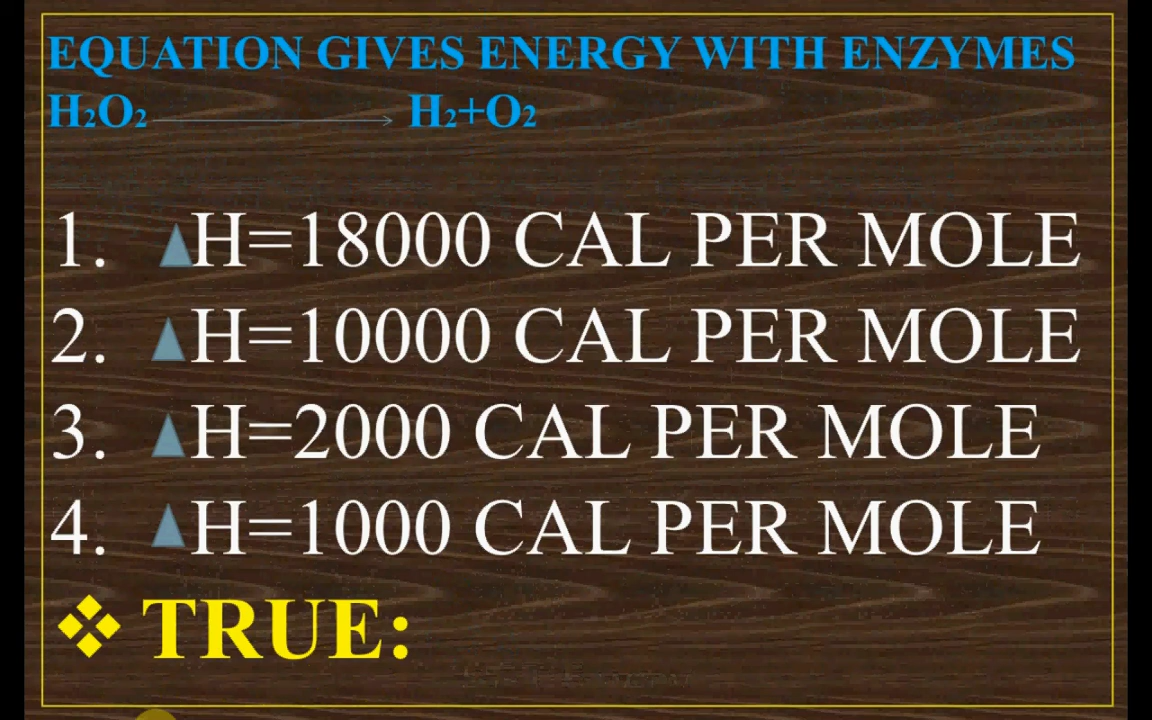 EQUATION GIVES ENERGY WITH ENZYMES
H₂O₂ ⟶ H₂+O₂
1. ▲H=18000 CAL PER MOLE
2. ▲H=10000 CAL PER MOLE
3. ▲H=2000 CAL PER MOLE
4. ▲H=1000 CAL PER MOLE
❖ TRUE: